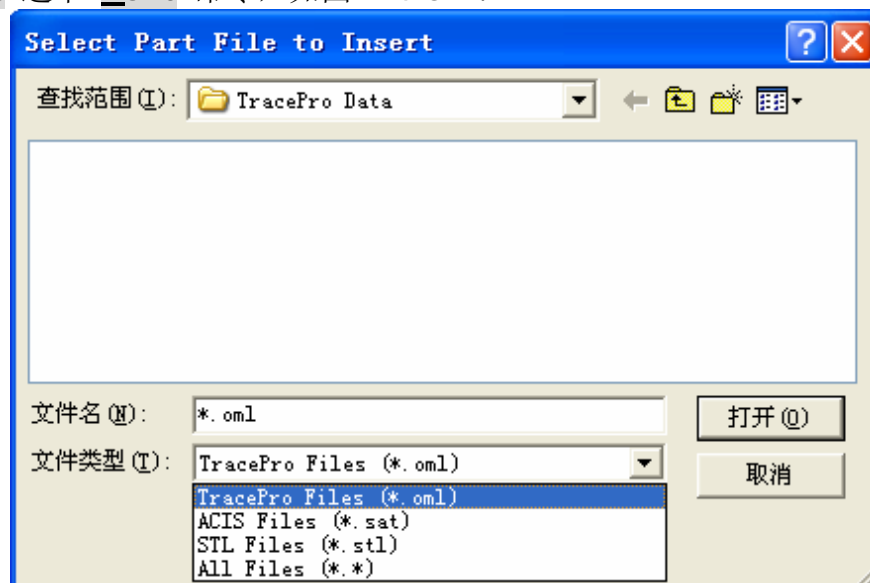 Select Part File to Insert
查找范围(I): TracePro Data
文件名(N): *.oml 打开(O)
文件类型(T): TracePro Files (*.oml) 取消
TracePro Files (*.oml)
ACIS Files (*.sat)
STL Files (*.stl)
All Files (*.*)